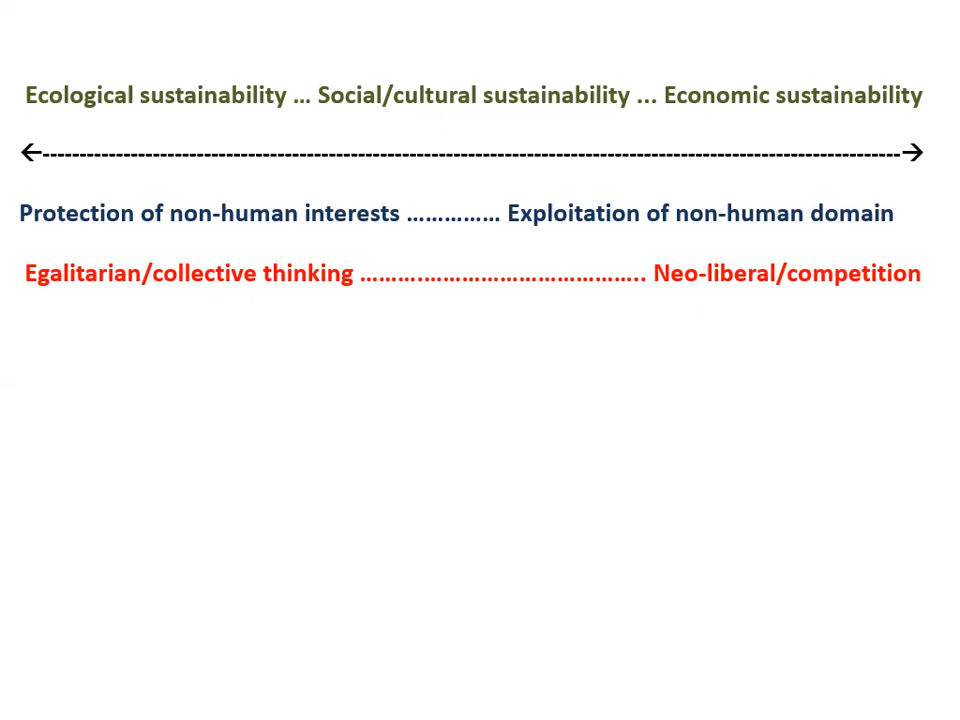 Ecological sustainability … Social/cultural sustainability ... Economic sustainability
←-----------------------------------------------------------------------------------------------------------------------→
Protection of non-human interests …………… Exploitation of non-human domain
Egalitarian/collective thinking ……….…………………………….. Neo-liberal/competition